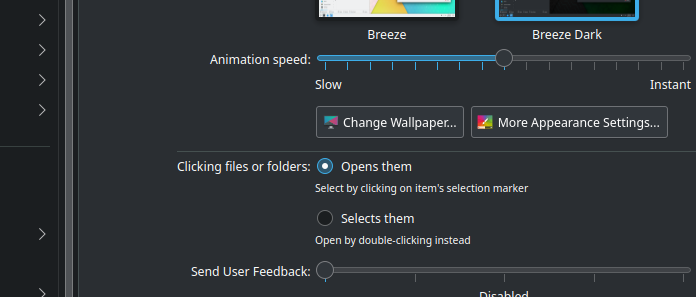 Breeze
Breeze Dark
Animation speed:
Slow
Instant
Change Wallpaper...
More Appearance Settings...
Clicking files or folders:
Opens them
Select by clicking on item's selection marker
Selects them
Open by double-clicking instead
Send User Feedback:
Disabled